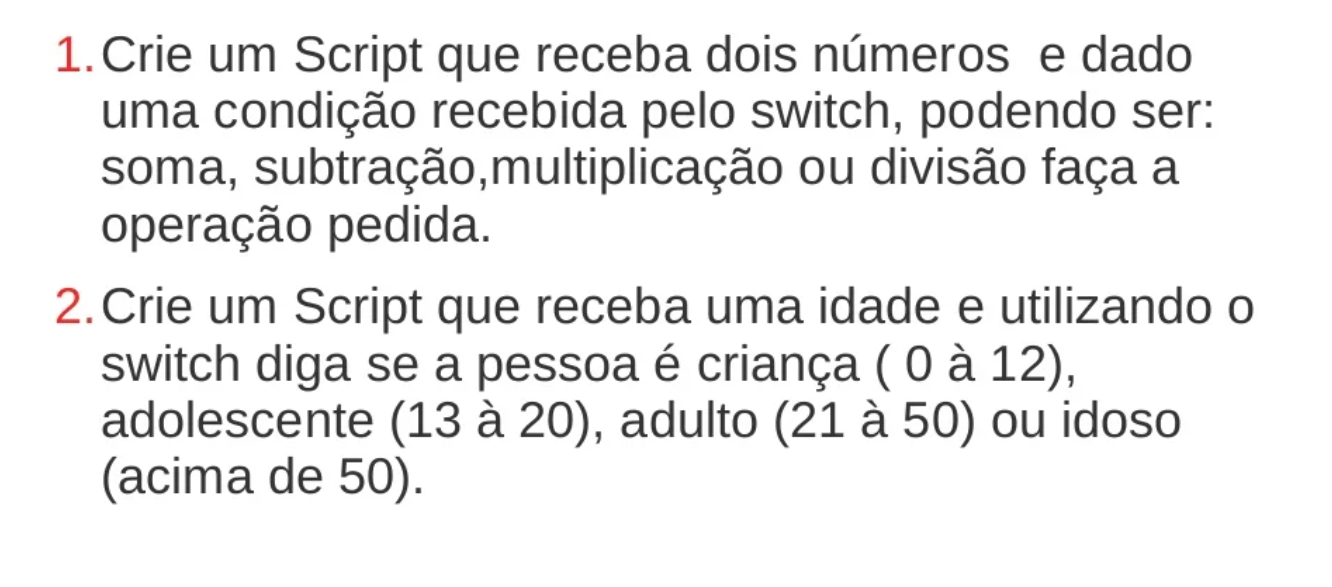 1. Crie um Script que receba dois números  e dado
uma condição recebida pelo switch, podendo ser:
soma, subtração,multiplicação ou divisão faça a
operação pedida.
2. Crie um Script que receba uma idade e utilizando o
switch diga se a pessoa é criança ( 0 à 12),
adolescente (13 à 20), adulto (21 à 50) ou idoso
(acima de 50).